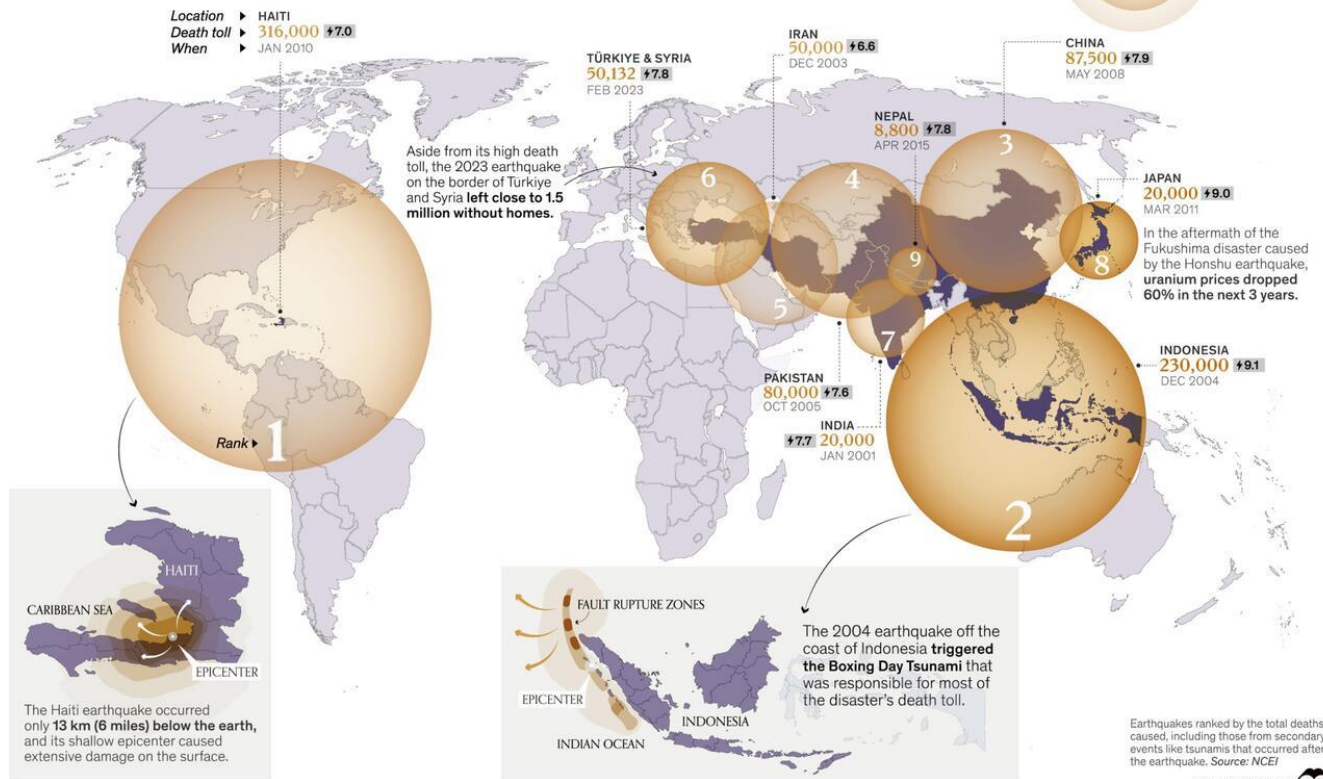 Location ▶ HAITI
Death toll ▶ 316,000 7.0
When ▶ JAN 2010
TÜRKIYE & SYRIA
50,132 7.8
FEB 2023
IRAN
50,000 6.6
DEC 2003
CHINA
87,500 7.9
MAY 2008
NEPAL
8,800 7.8
APR 2015
JAPAN
20,000 9.0
MAR 2011
In the aftermath of the
Fukushima disaster caused
by the Honshu earthquake,
uranium prices dropped
60% in the next 3 years.
Aside from its high death
toll, the 2023 earthquake
on the border of Türkiye
and Syria left close to 1.5
million without homes.
6
4
3
9
8
5
7
INDONESIA
230,000 9.1
DEC 2004
PAKISTAN
80,000 7.6
OCT 2005
INDIA
7.7 20,000
JAN 2001
Rank ▶ 1
2
HAITI
CARIBBEAN SEA
EPICENTER
The Haiti earthquake occurred
only 13 km (6 miles) below the earth,
and its shallow epicenter caused
extensive damage on the surface.
FAULT RUPTURE ZONES
EPICENTER
INDONESIA
INDIAN OCEAN
The 2004 earthquake off the
coast of Indonesia triggered
the Boxing Day Tsunami that
was responsible for most of
the disaster's death toll.
Earthquakes ranked by the total deaths
caused, including those from secondary
events like tsunamis that occurred after
the earthquake. Source: NCEI